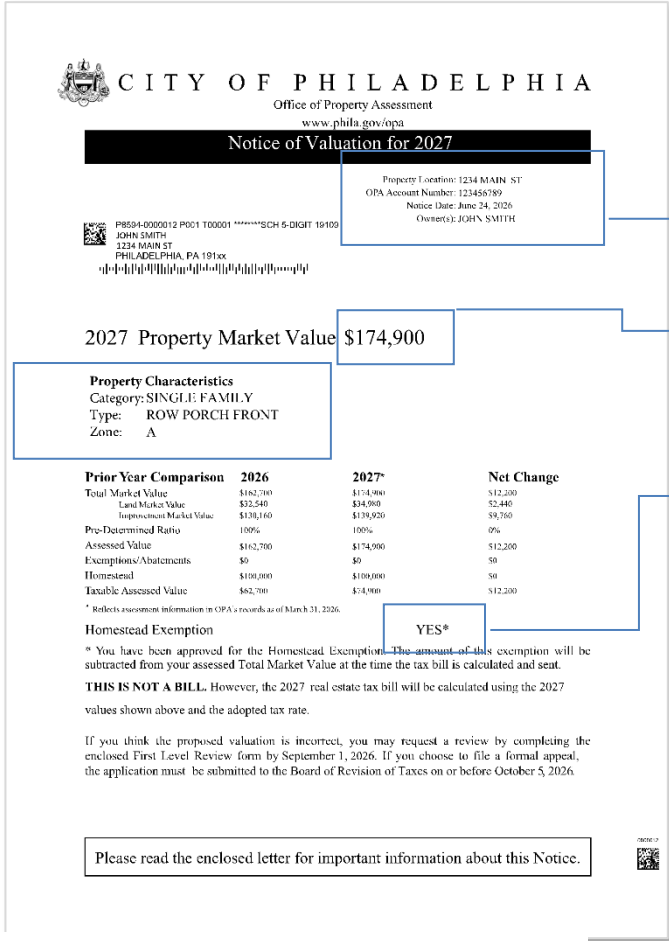 CITY OF PHILADELPHIA
Office of Property Assessment
www.phila.gov/opa
Notice of Valuation for 2027
Property Location: 1234 MAIN ST
OPA Account Number: 123456789
Notice Date: June 24, 2026
Owner(s): JOHN SMITH
P8594-0000012 P001 T00001 ********SCH 5-DIGIT 19109
JOHN SMITH
1234 MAIN ST
PHILADELPHIA, PA 191xx
2027 Property Market Value $174,900
Property Characteristics
Category: SINGLE FAMILY
Type: ROW PORCH FRONT
Zone: A
Prior Year Comparison 2026 2027* Net Change
Total Market Value $162,700 $174,900 $12,200
Land Market Value $32,540 $34,980 $2,440
Improvement Market Value $130,160 $139,920 $9,760
Pre-Determined Ratio 100% 100% 0%
Assessed Value $162,700 $174,900 $12,200
Exemptions/Abatements $0 $0 $0
Homestead $100,000 $100,000 $0
Taxable Assessed Value $62,700 $74,900 $12,200
* Reflects assessment information in OPA's records as of March 31, 2026.
Homestead Exemption YES*
* You have been approved for the Homestead Exemption. The amount of this exemption will be
subtracted from your assessed Total Market Value at the time the tax bill is calculated and sent.
THIS IS NOT A BILL. However, the 2027 real estate tax bill will be calculated using the 2027
values shown above and the adopted tax rate.
If you think the proposed valuation is incorrect, you may request a review by completing the
enclosed First Level Review form by September 1, 2026. If you choose to file a formal appeal,
the application must be submitted to the Board of Revision of Taxes on or before October 5, 2026.
0000012
Please read the enclosed letter for important information about this Notice.